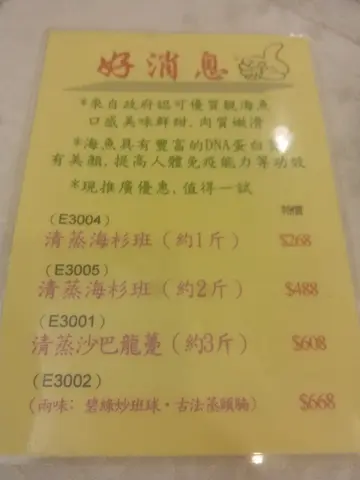 好消息
*來自政府認可優質觀海魚
口感美味鮮甜, 肉質嫩滑
*海魚具有豐富的DNA蛋白質
有美顏, 提高人體免疫能力等功效
*現推廣優惠, 值得一試
特價
(E3004)
清蒸海杉班 (約1斤) $268
(E3005)
清蒸海杉班 (約2斤) $488
(E3001)
清蒸沙巴龍躉 (約3斤) $608
(E3002)
(兩味: 碧綠炒班球・古法蒸頭腩) $668